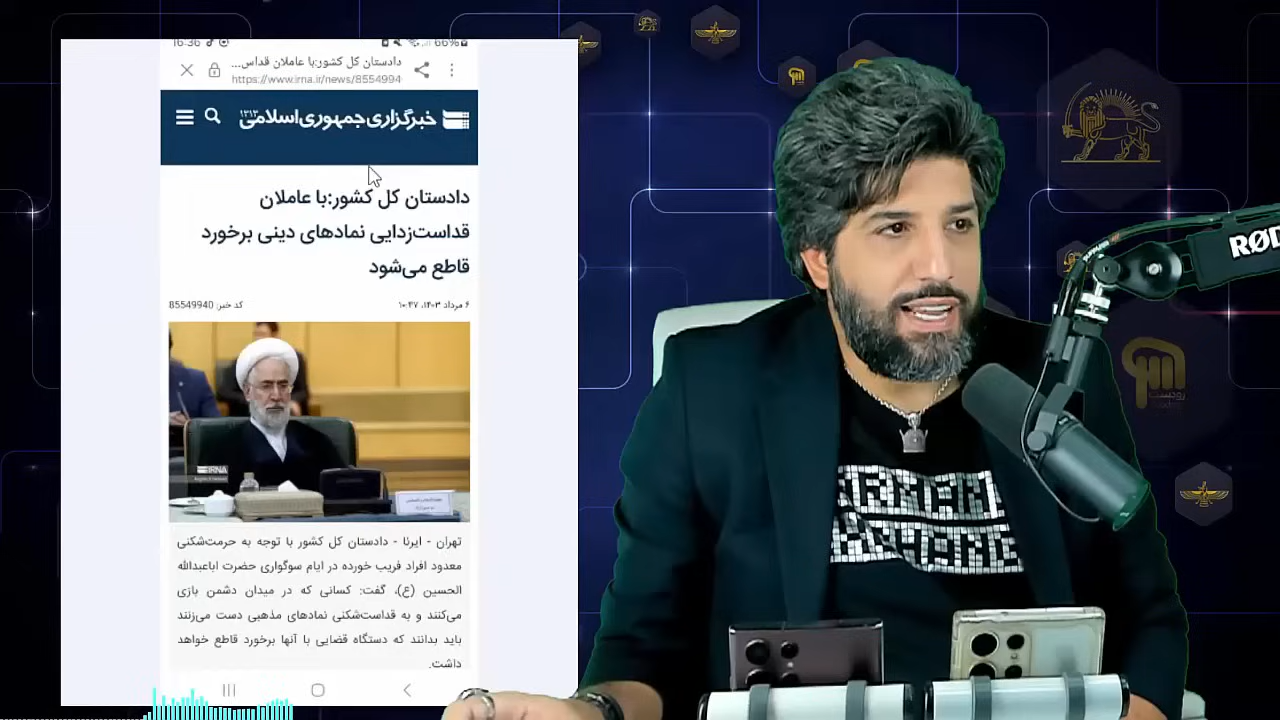 16:36
66%
دادستان کل کشور:با عاملان قداس...
https://www.irna.ir/news/8554994
خبرگزاری جمهوری اسلامی
۱۳۱۳
دادستان کل کشور:با عاملان
قداست‌زدایی نمادهای دینی برخورد
قاطع می‌شود
۶ مرداد ۱۴۰۳، ۱۰:۴۷
کد خبر: 85549940
IRNA
تهران - ایرنا - دادستان کل کشور با توجه به حرمت‌شکنی
معدود افراد فریب خورده در ایام سوگواری حضرت اباعبدالله
الحسین (ع)، گفت: کسانی که در میدان دشمن بازی
می‌کنند و به قداست‌شکنی نمادهای مذهبی دست می‌زنند
باید بدانند که دستگاه قضایی با آنها برخورد قاطع خواهد
داشت.
RØD
رودست